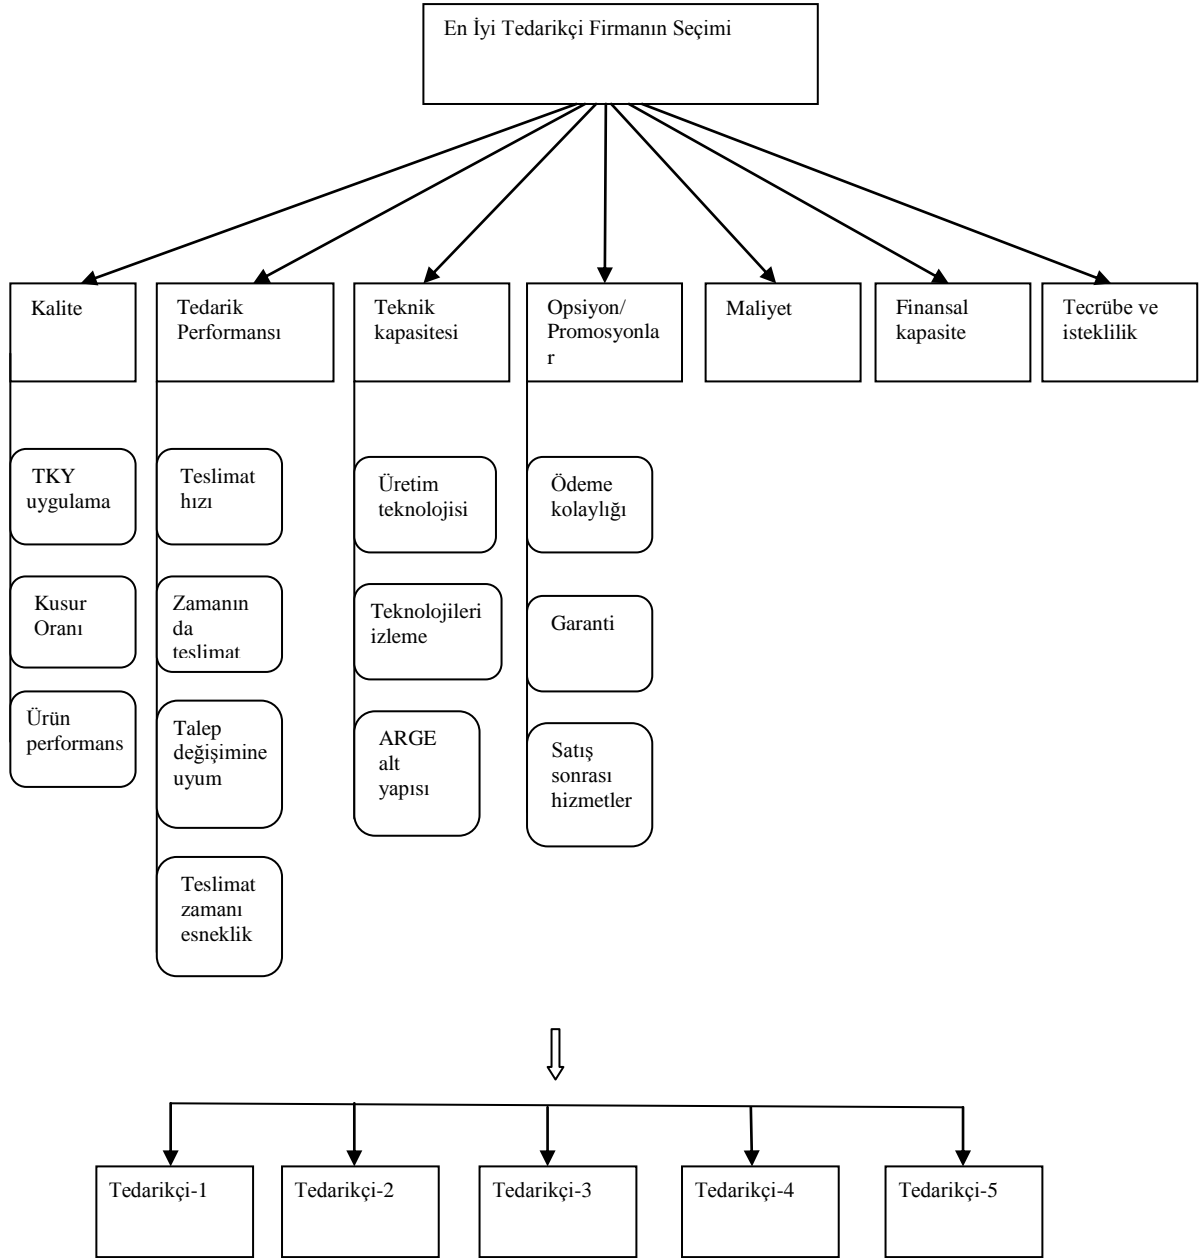 En İyi Tedarikçi Firmanın Seçimi
Kalite
Tedarik
Performansı
Teknik
kapasitesi
Opsiyon/
Promosyonla
r
Maliyet
Finansal
kapasite
Tecrübe ve
isteklilik
TKY
uygulama
Kusur
Oranı
Ürün
performans
Teslimat
hızı
Zamanın
da
teslimat
Talep
değişimine
uyum
Teslimat
zamanı
esneklik
Üretim
teknolojisi
Teknolojileri
izleme
ARGE
alt
yapısı
Ödeme
kolaylığı
Garanti
Satış
sonrası
hizmetler
Tedarikçi-1
Tedarikçi-2
Tedarikçi-3
Tedarikçi-4
Tedarikçi-5